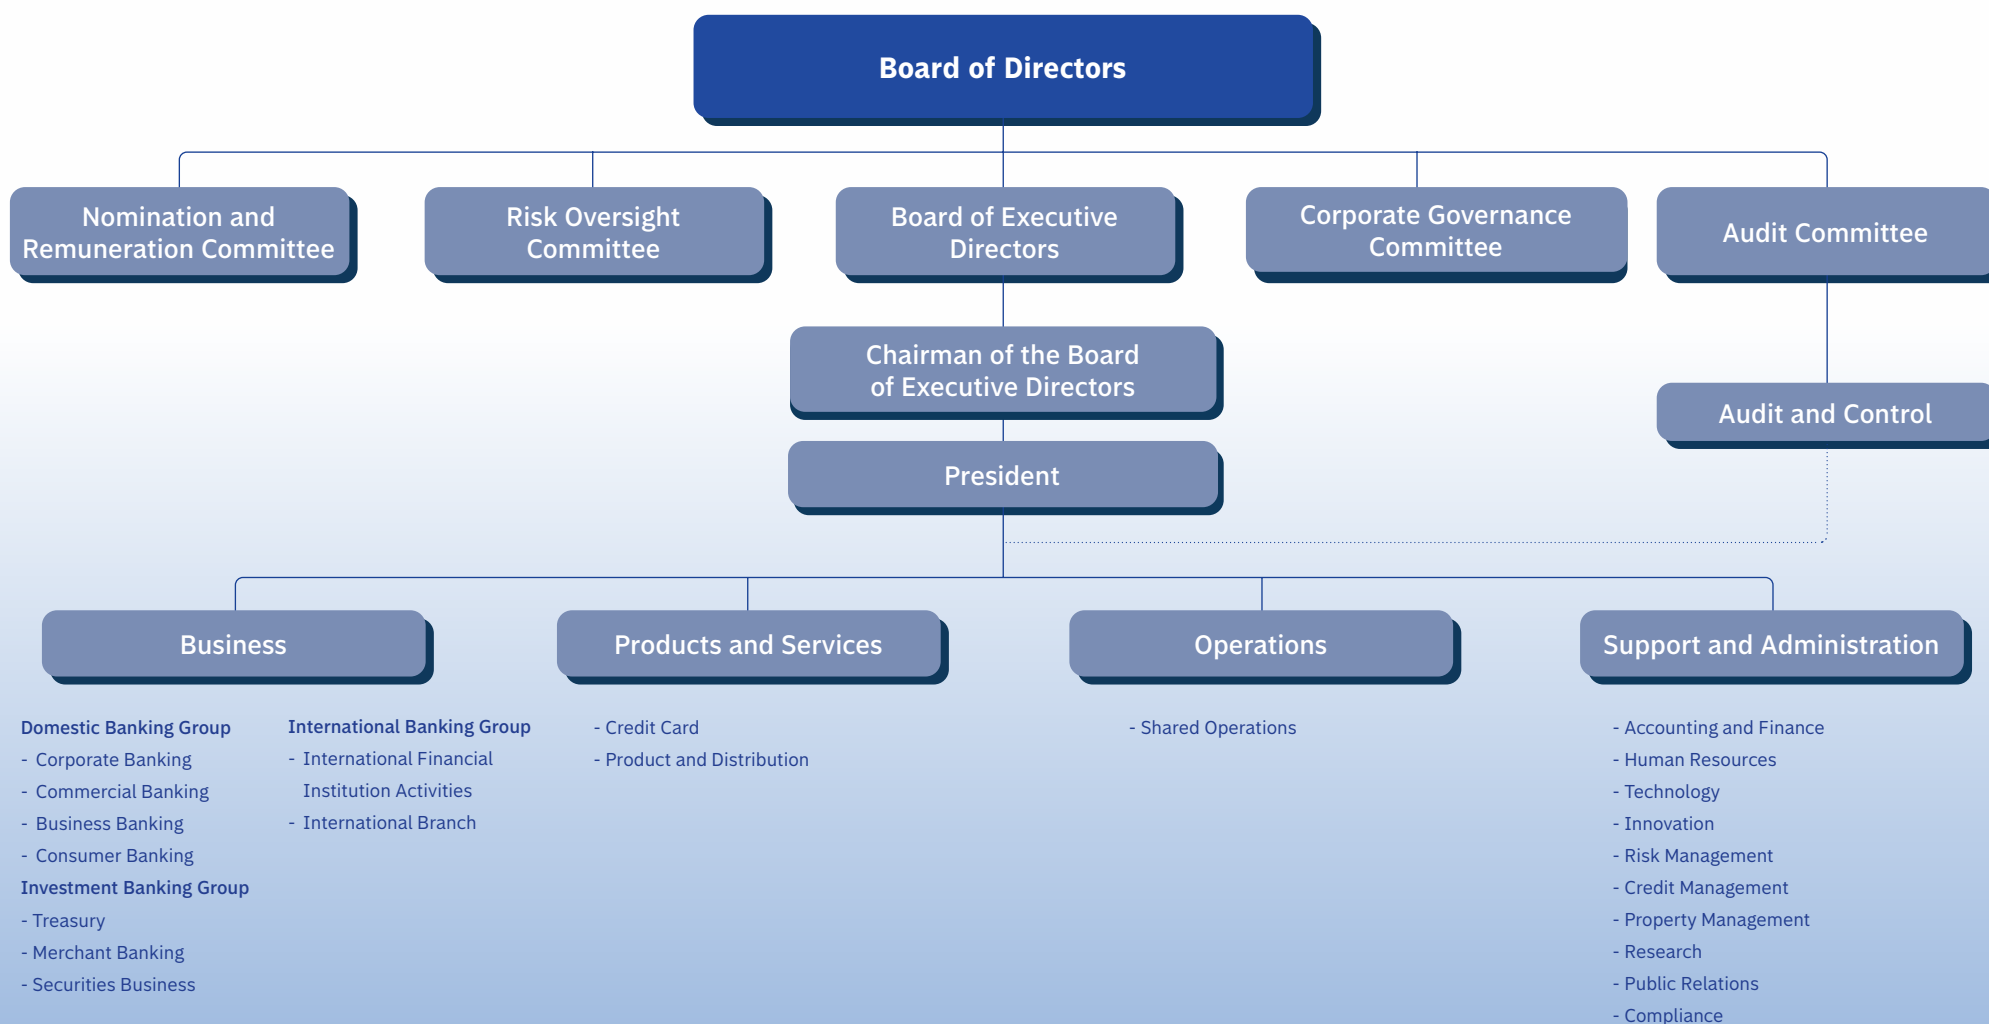 Board of Directors
Nomination and
Remuneration Committee
Risk Oversight
Committee
Board of Executive
Directors
Corporate Governance
Committee
Audit Committee
Chairman of the Board
of Executive Directors
Audit and Control
President
Business
Products and Services
Operations
Support and Administration
Domestic Banking Group
- Corporate Banking
- Commercial Banking
- Business Banking
- Consumer Banking
Investment Banking Group
- Treasury
- Merchant Banking
- Securities Business
International Banking Group
- International Financial
Institution Activities
- International Branch
- Credit Card
- Product and Distribution
- Shared Operations
- Accounting and Finance
- Human Resources
- Technology
- Innovation
- Risk Management
- Credit Management
- Property Management
- Research
- Public Relations
- Compliance